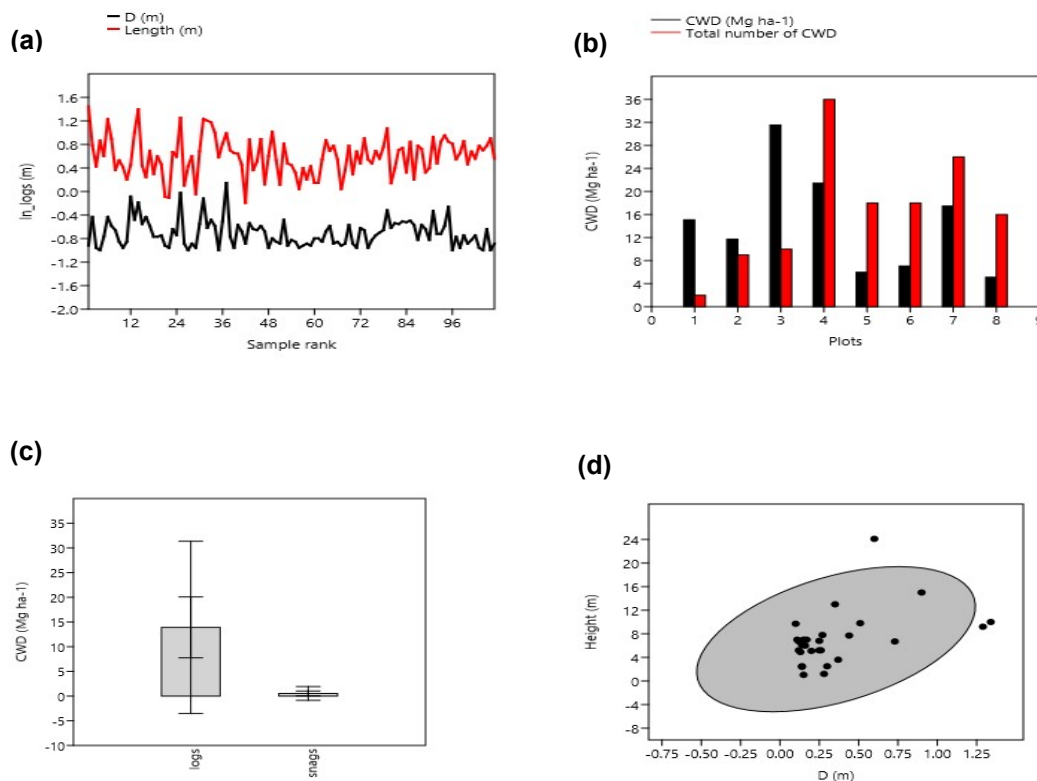 (a)
D (m)
Length (m)
ln_logs (m)
1.6
1.2
0.8
0.4
0.0
-0.4
-0.8
-1.2
-1.6
-2.0
12 24 36 48 60 72 84 96
Sample rank
(b)
CWD (Mg ha-1)
Total number of CWD
CWD (Mg ha-1)
36
32
28
24
20
16
12
8
4
0
0 1 2 3 4 5 6 7 8 9
Plots
(c)
CWD (Mg ha-1)
35
30
25
20
15
10
5
0
-5
-10
logs
snags
(d)
Height (m)
24
20
16
12
8
4
0
-4
-8
-0.75 -0.50 -0.25 0.00 0.25 0.50 0.75 1.00 1.25
D (m)